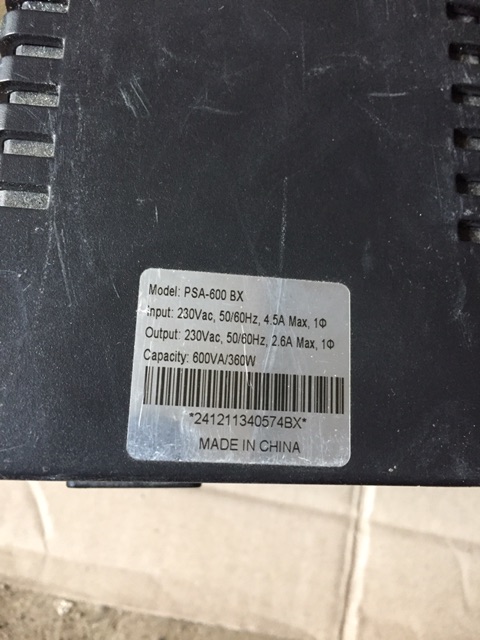 Model: PSA-600 BX
Input: 230Vac, 50/60Hz, 4.5A Max, 1Φ
Output: 230Vac, 50/60Hz, 2.6A Max, 1Φ
Capacity: 600VA/360W
*241211340574BX*
MADE IN CHINA